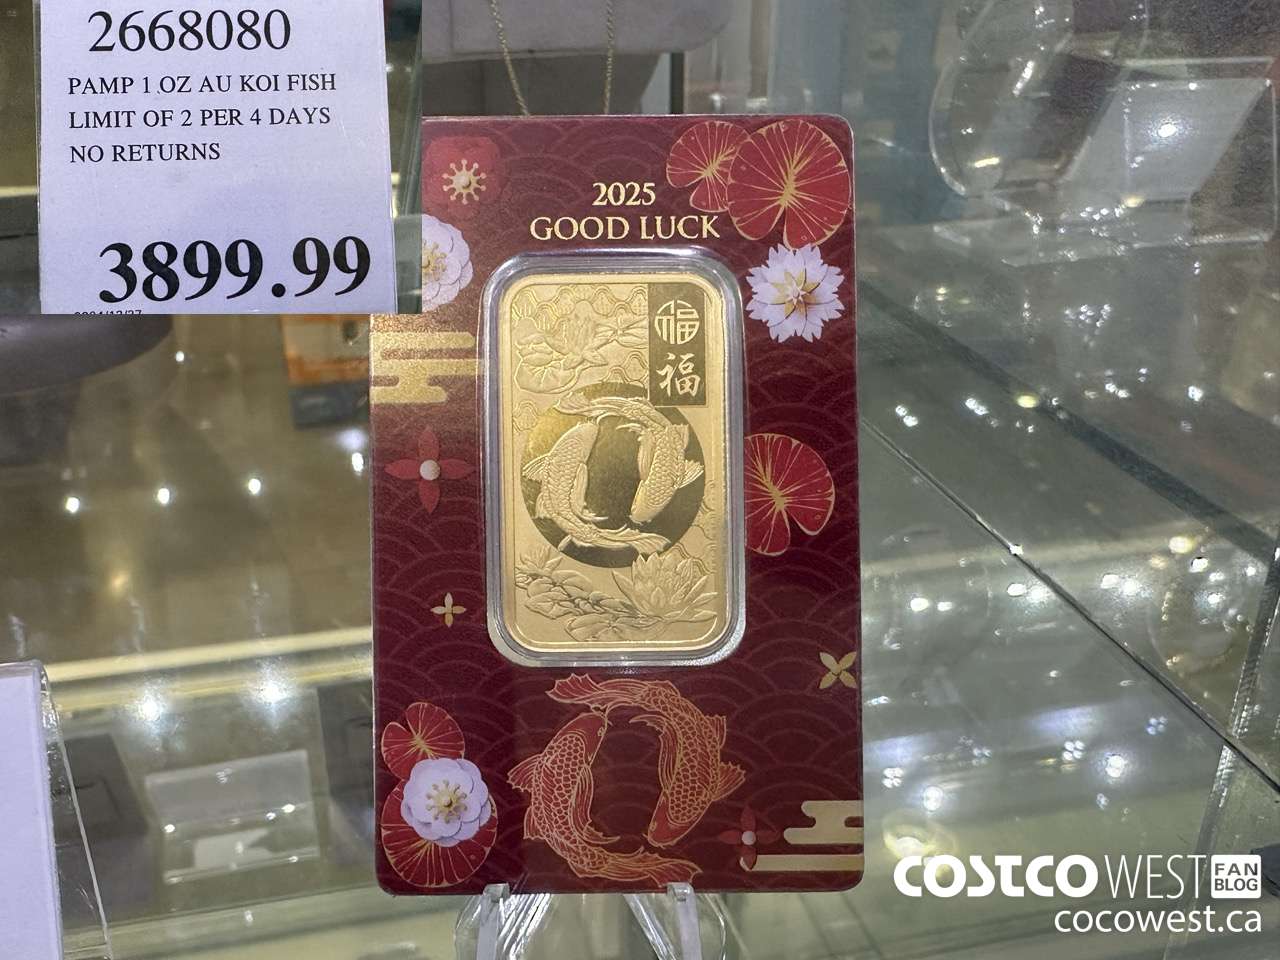 2668080
PAMP 1 OZ AU KOI FISH
LIMIT OF 2 PER 4 DAYS
NO RETURNS
3899.99
2025
GOOD LUCK
福
福
COSTCO WEST FAN BLOG
cocowest.ca